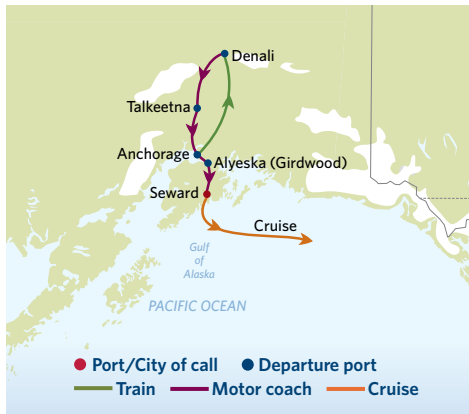 Denali
Talkeetna
Anchorage
Alyeska (Girdwood)
Seward
Cruise
Gulf
of
Alaska
PACIFIC OCEAN
Port/City of call Departure port
Train Motor coach Cruise